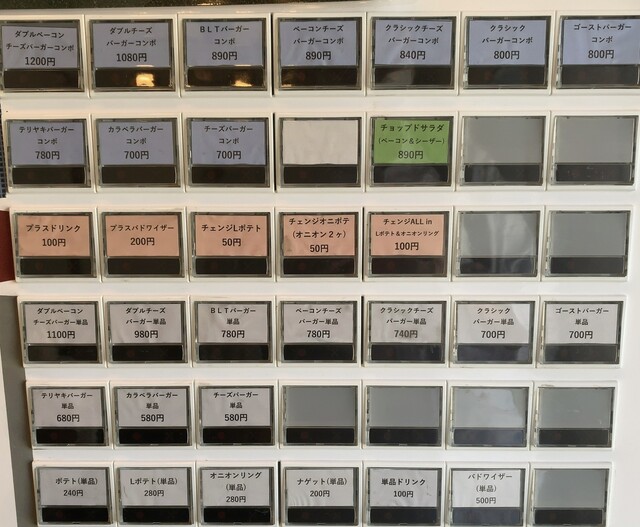 ダブルベーコン
チーズバーガーコンボ
1200円
ダブルチーズ
バーガーコンボ
1080円
BLTバーガー
コンボ
890円
ベーコンチーズ
バーガーコンボ
890円
クラシックチーズ
バーガーコンボ
840円
クラシック
バーガーコンボ
800円
ゴーストバーガー
コンボ
800円
テリヤキバーガー
コンボ
780円
カラベラバーガー
コンボ
700円
チーズバーガー
コンボ
700円
チョップドサラダ
(ベーコン&シーザー)
890円
プラスドリンク
100円
プラスバドワイザー
200円
チェンジLポテト
50円
チェンジオニポテ
(オニオン2ヶ)
50円
チェンジALL in
Lポテト&オニオンリング
100円
ダブルベーコン
チーズバーガー単品
1100円
ダブルチーズ
バーガー単品
980円
BLTバーガー
単品
780円
ベーコンチーズ
バーガー単品
780円
クラシックチーズ
バーガー単品
740円
クラシック
バーガー単品
700円
ゴーストバーガー
単品
700円
テリヤキバーガー
単品
680円
カラベラバーガー
単品
580円
チーズバーガー
単品
580円
ポテト(単品)
240円
Lポテト(単品)
280円
オニオンリング
(単品)
280円
ナゲット(単品)
200円
単品ドリンク
100円
バドワイザー
(単品)
500円